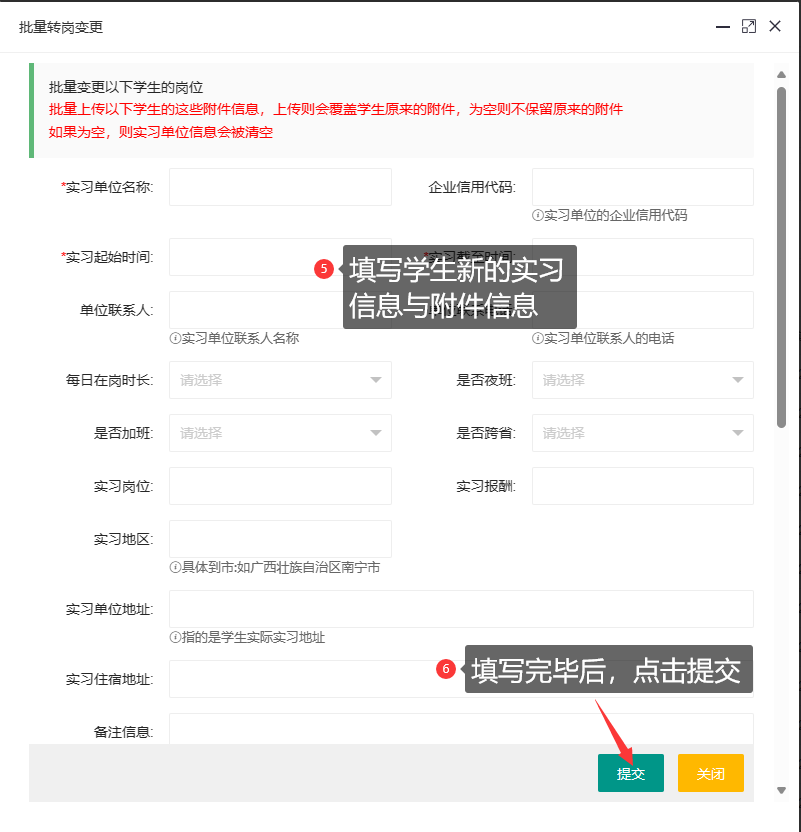 批量转岗变更
批量变更以下学生的岗位
批量上传以下学生的这些附件信息，上传则会覆盖学生原来的附件，为空则不保留原来的附件
如果为空，则实习单位信息会被清空
*实习单位名称: 企业信用代码:
实习单位的企业信用代码
*实习起始时间: *实习截至时间:
5 填写学生新的实习
信息与附件信息
单位联系人:
实习单位联系人名称 实习单位联系人的电话
每日在岗时长: 请选择 是否夜班: 请选择
是否加班: 请选择 是否跨省: 请选择
实习岗位: 实习报酬:
实习地区:
具体到市:如广西壮族自治区南宁市
实习单位地址:
指的是学生实际实习地址
6 填写完毕后，点击提交
实习住宿地址:
备注信息:
提交 关闭